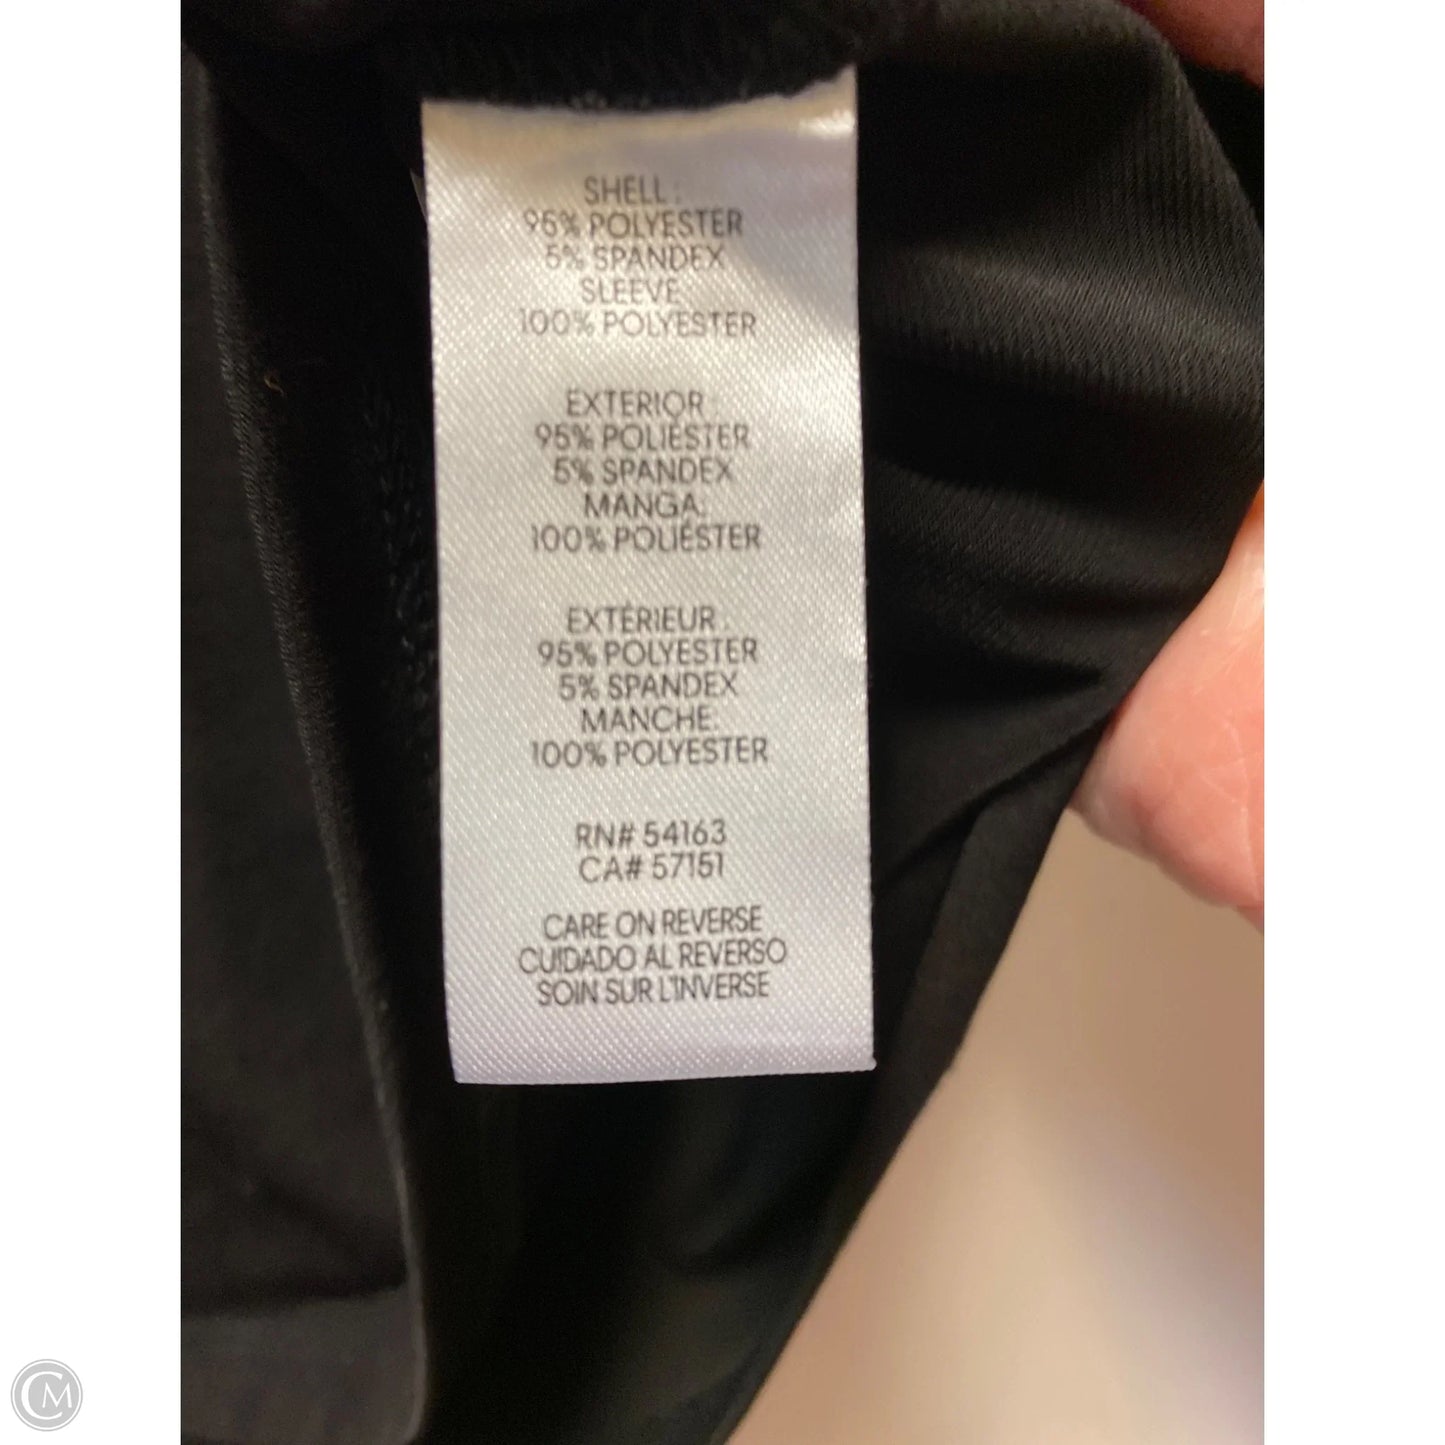 SHELL :
95% POLYESTER
5% SPANDEX
SLEEVE
100% POLYESTER
EXTERIOR :
95% POLIÉSTER
5% SPANDEX
MANGA:
100% POLIÉSTER
EXTÉRIEUR :
95% POLYESTER
5% SPANDEX
MANCHE:
100% POLYESTER
RN# 54163
CA# 57151
CARE ON REVERSE
CUIDADO AL REVERSO
SOIN SUR L'INVERSE
CM